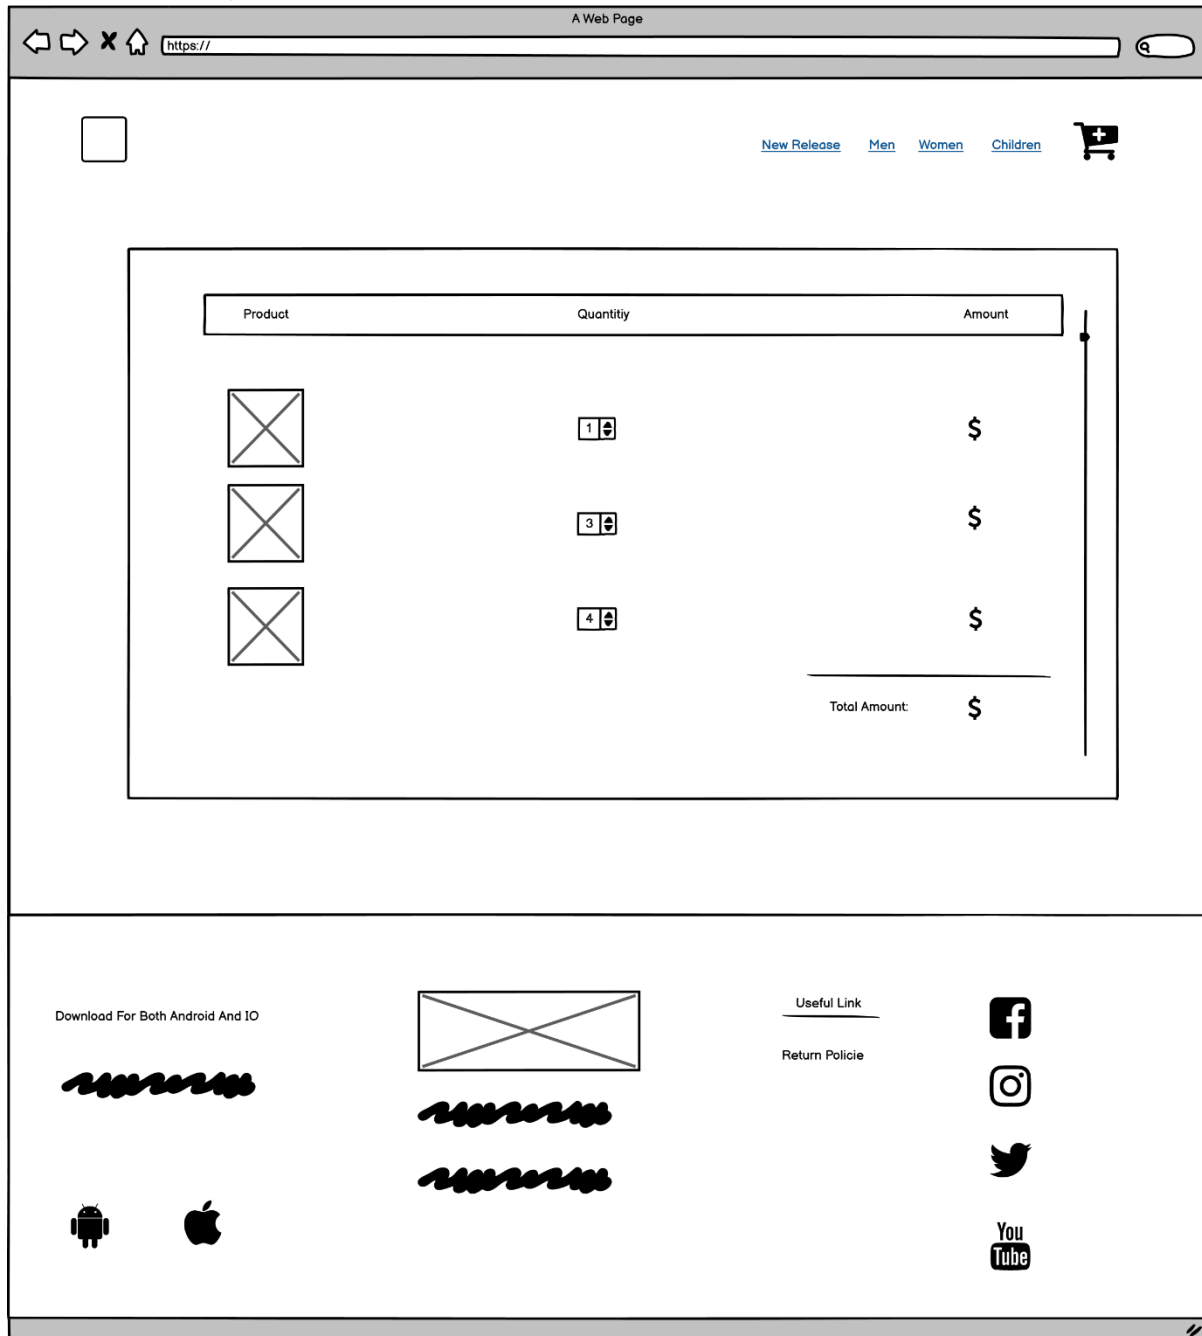 A Web Page
https://
New Release Men Women Children
Product Quantitiy Amount
1 $
3 $
4 $
Total Amount: $
Download For Both Android And IO
Useful Link
Return Policie
You
Tube